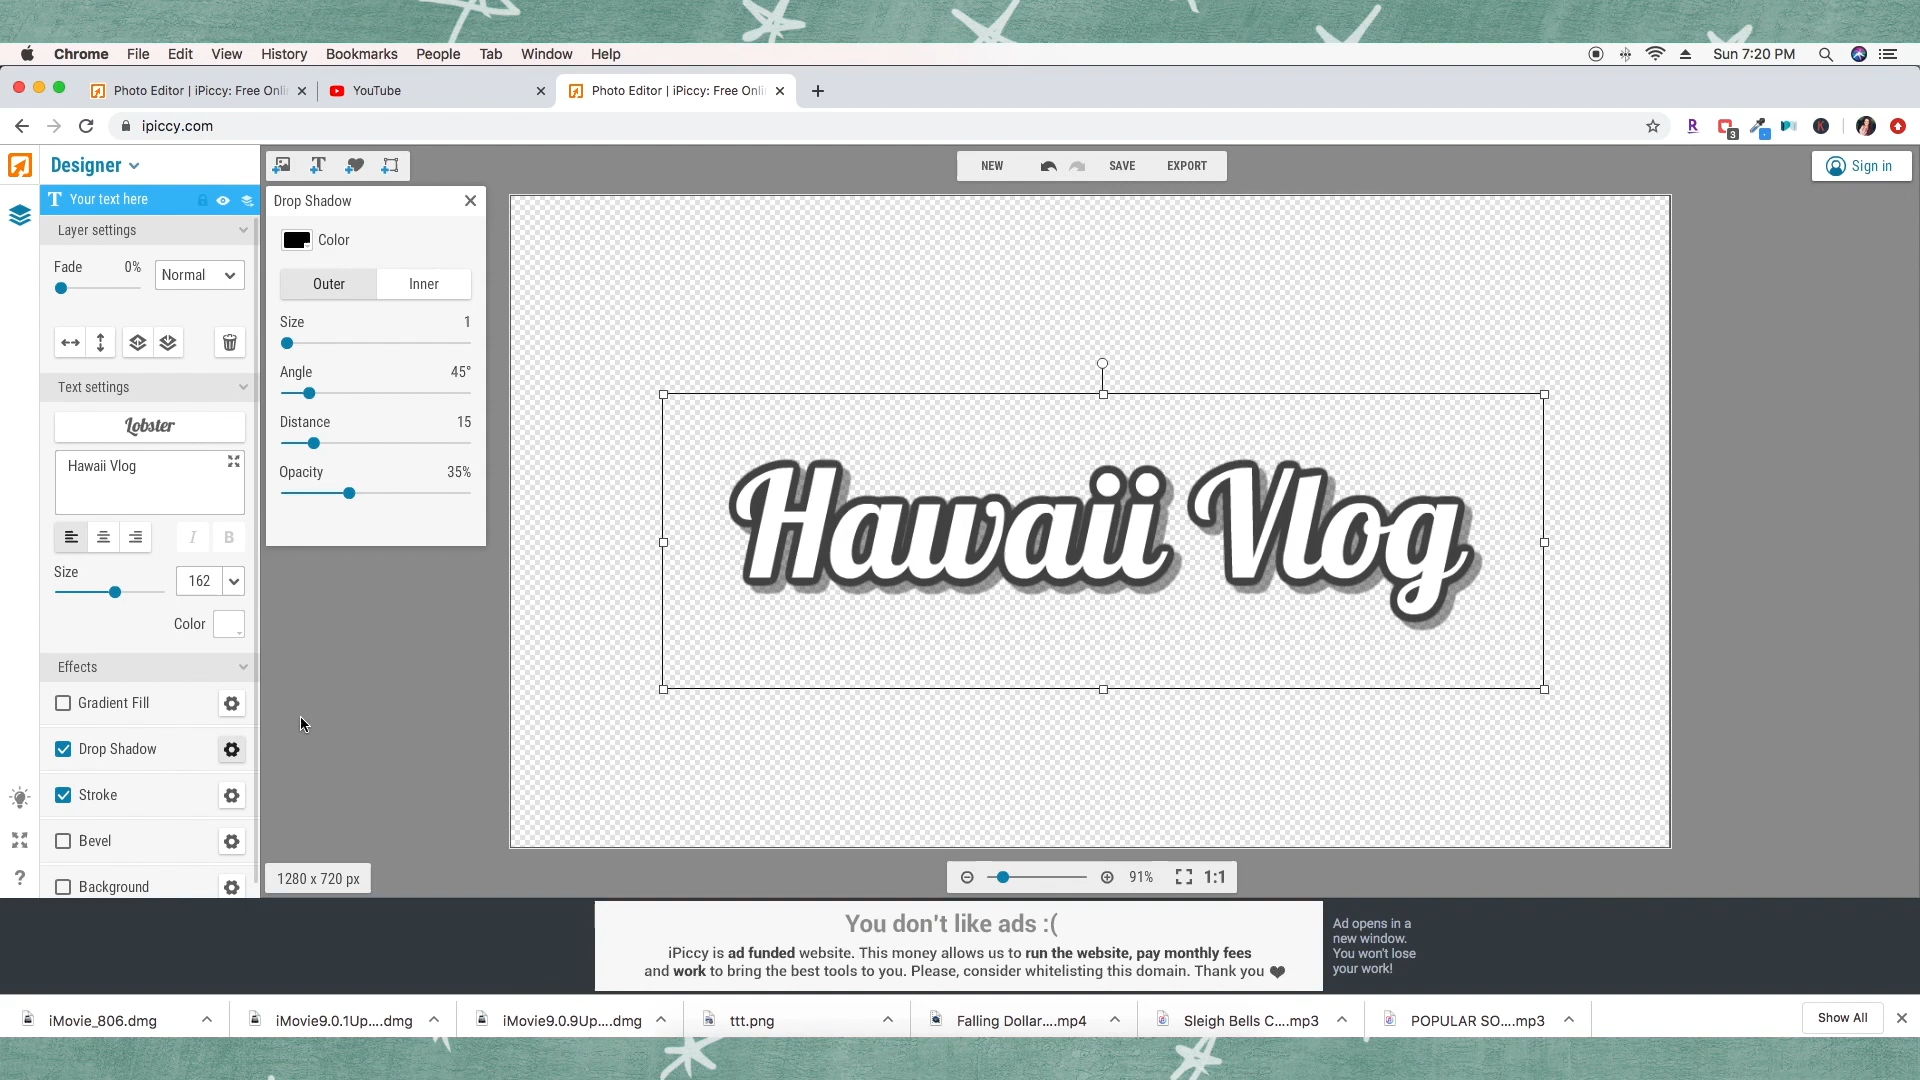 Chrome File Edit View History Bookmarks People Tab Window Help
Sun 7:20 PM
Photo Editor | iPiccy: Free Onli
YouTube
Photo Editor | iPiccy: Free Onli
ipiccy.com
R
3
K
Designer
NEW
SAVE
EXPORT
Sign in
T Your text here
Layer settings
Fade 0%
Normal
Text settings
Lobster
Hawaii Vlog
I B
Size
162
Color
Effects
Gradient Fill
Drop Shadow
Stroke
Bevel
Background
Drop Shadow
Color
Outer Inner
Size 1
Angle 45°
Distance 15
Opacity 35%
Hawaii Vlog
1280 x 720 px
91%
1:1
?
You don't like ads :(
iPiccy is ad funded website. This money allows us to run the website, pay monthly fees
and work to bring the best tools to you. Please, consider whitelisting this domain. Thank you
Ad opens in a
new window.
You won't lose
your work!
iMovie_806.dmg
iMovie9.0.1Up....dmg
iMovie9.0.9Up....dmg
ttt.png
Falling Dollar....mp4
Sleigh Bells C....mp3
POPULAR SO....mp3
Show All